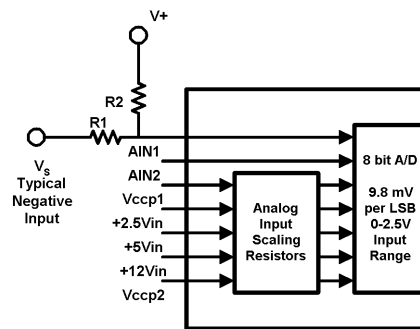 V+
R2
R1
Vs
Typical
Negative
Input
AIN1
AIN2
Vccp1
+2.5Vin
+5Vin
+12Vin
Vccp2
Analog
Input
Scaling
Resistors
8 bit A/D
9.8 mV
per LSB
0-2.5V
Input
Range